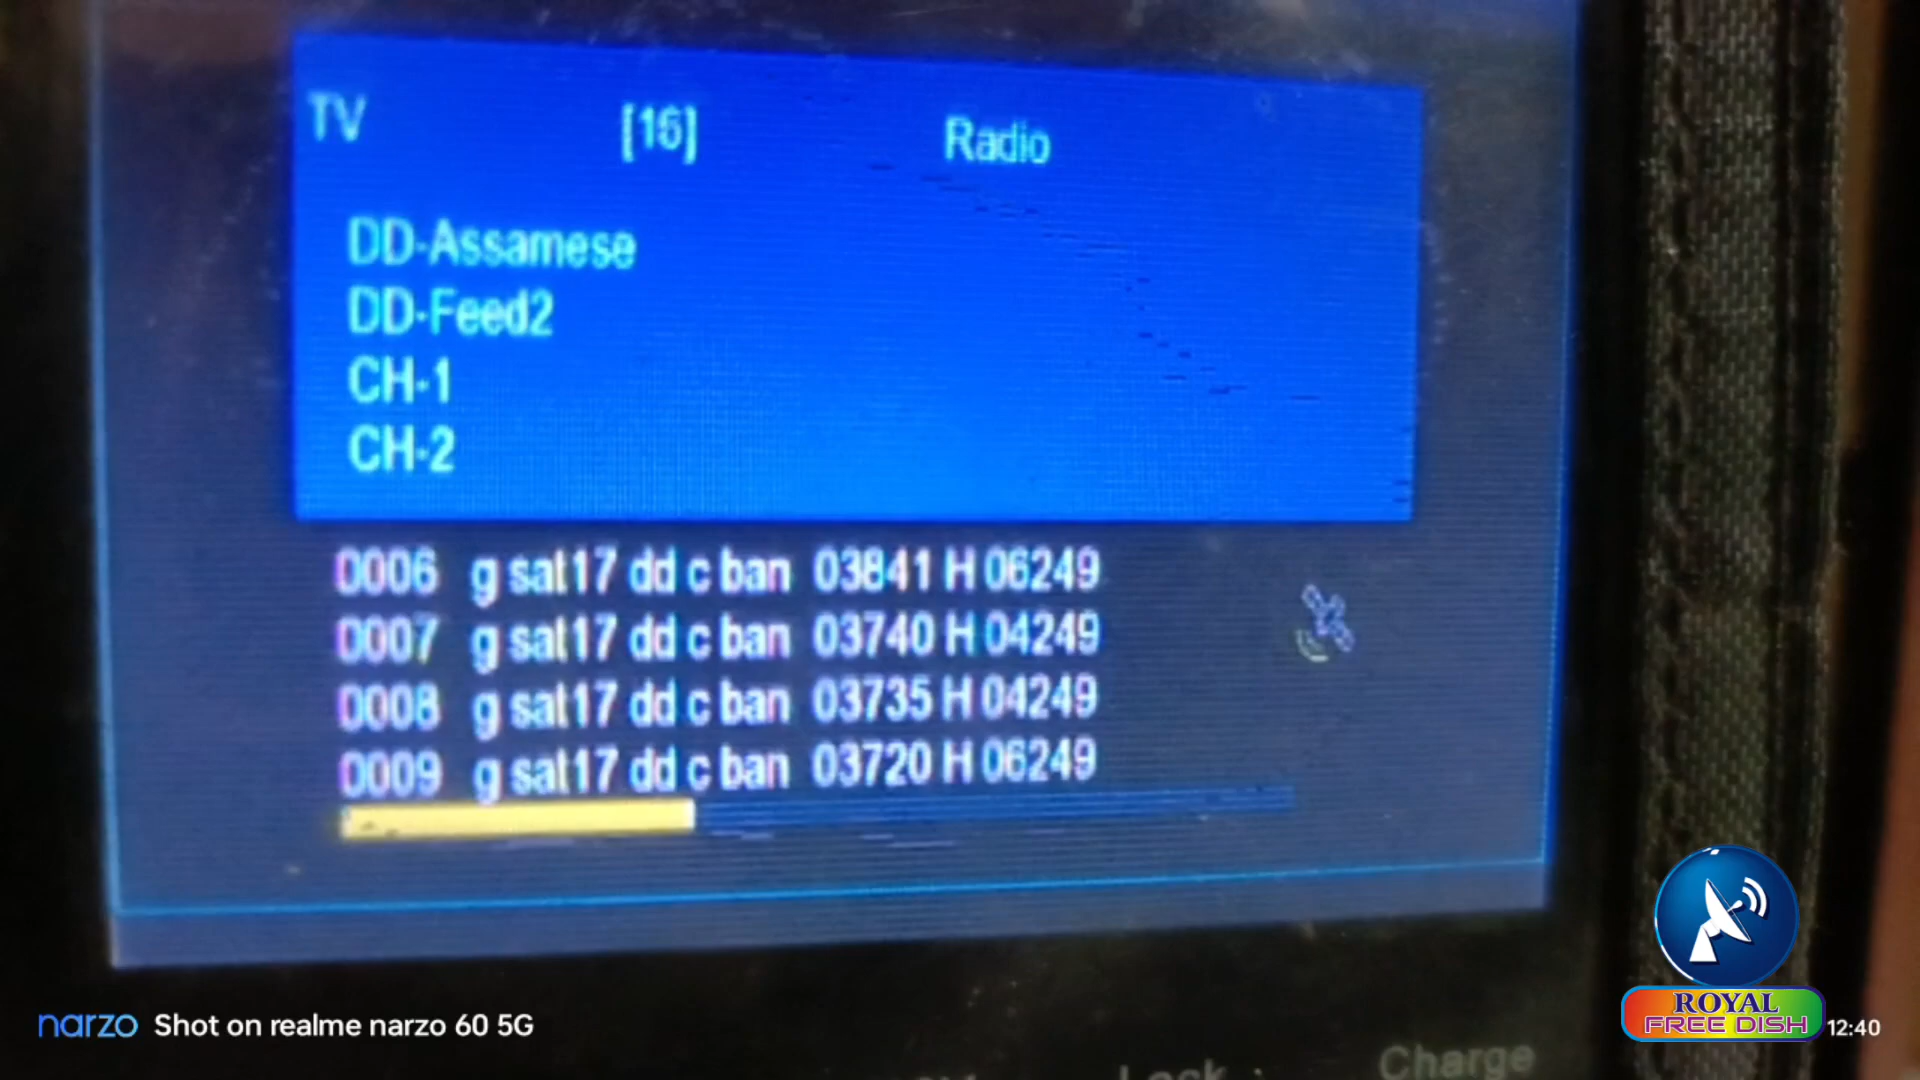 TV [16] Radio
DD-Assamese
DD-Feed2
CH-1
CH-2
0006 g sat17 dd c ban 03841 H 06249
0007 g sat17 dd c ban 03740 H 04249
0008 g sat17 dd c ban 03735 H 04249
0009 g sat17 dd c ban 03720 H 06249
narzo Shot on realme narzo 60 5G
ROYAL
FREE DISH
12:40
Lock
Charge